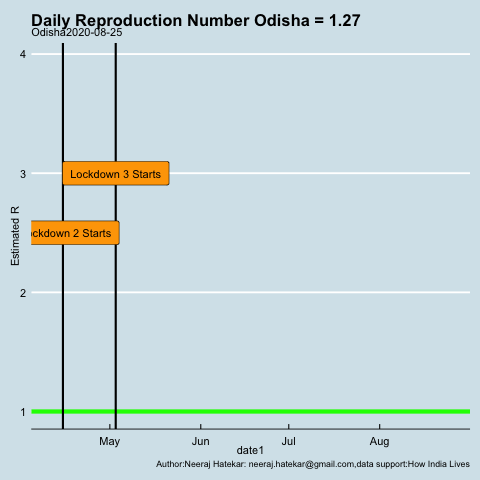 Daily Reproduction Number Odisha = 1.27
Odisha2020-08-25
4
3
2
1
Estimated R
Lockdown 3 Starts
ockdown 2 Starts
May Jun Jul Aug
date1
Author:Neeraj Hatekar: neeraj.hatekar@gmail.com,data support:How India Lives